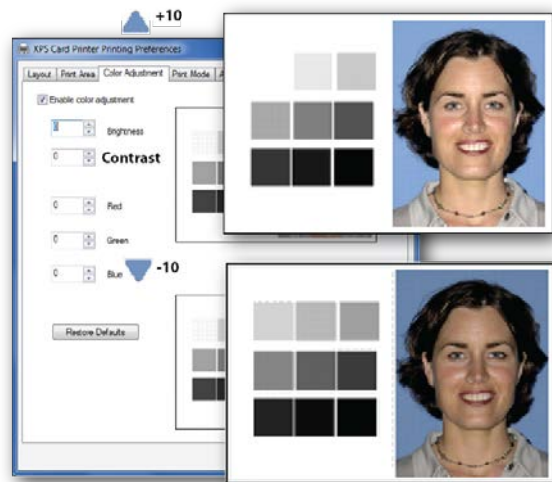 +10
XPS Card Printer Printing Preferences
Layout Print Area Color Adjustment Print Mode
Enable color adjustment
0 Brightness
0 Contrast
0 Red
0 Green
0 Blue
-10
Restore Defaults